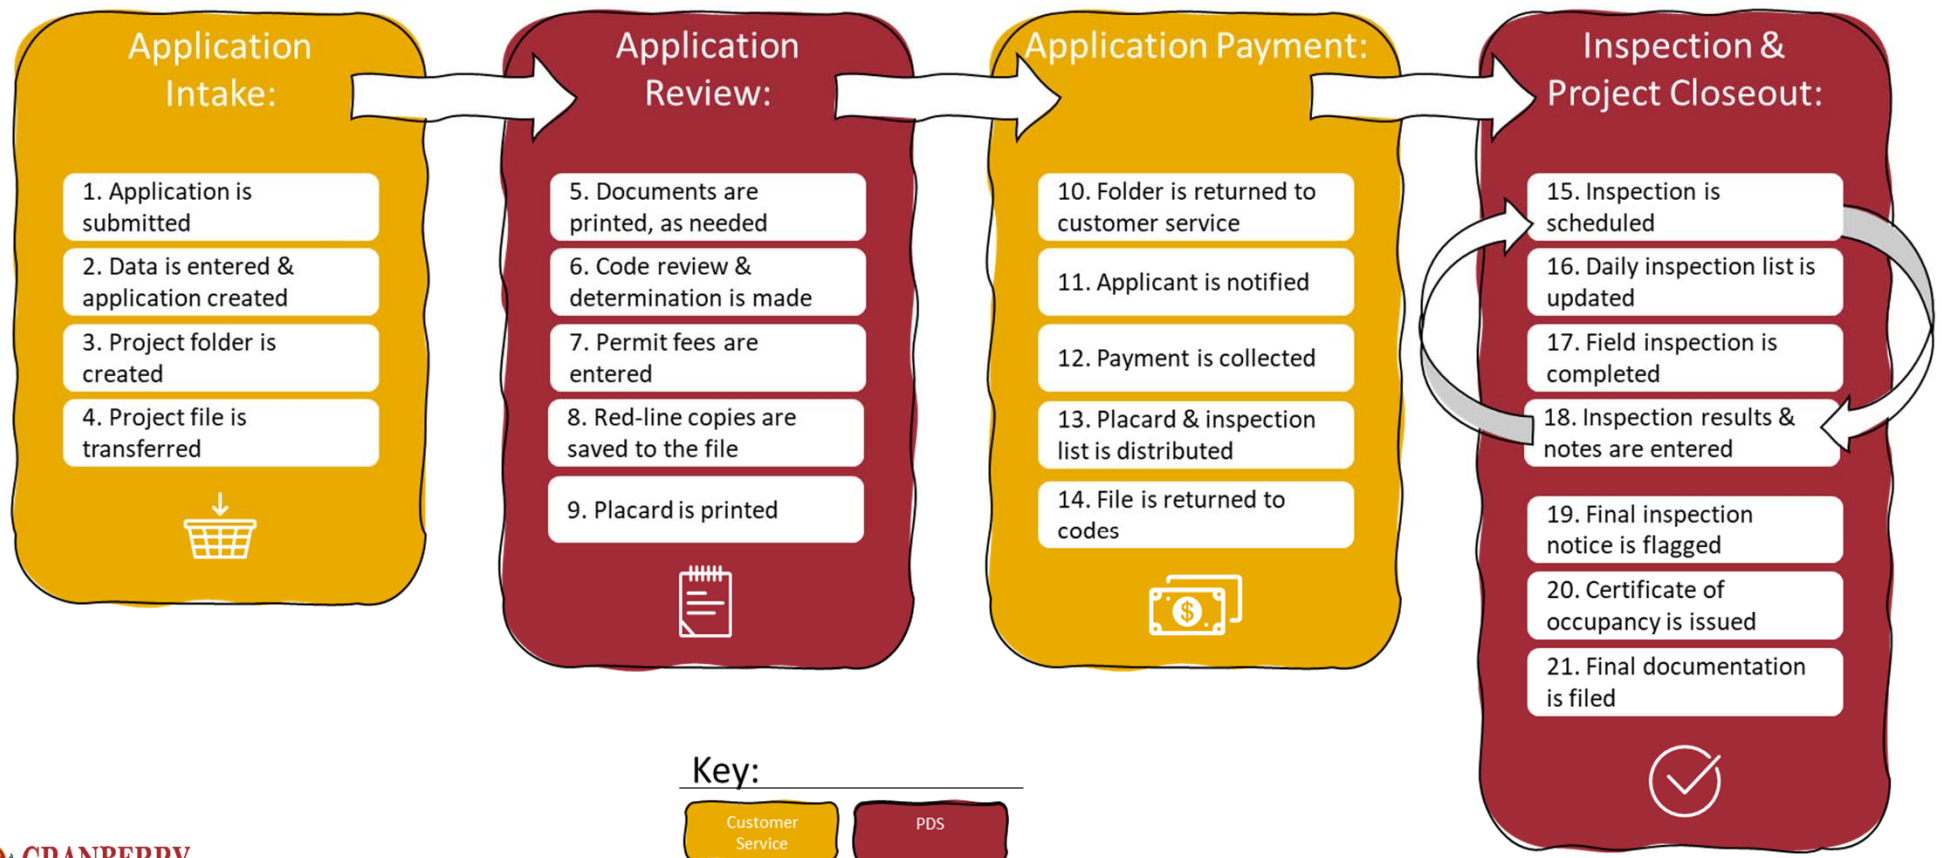 Application
Intake:
1. Application is
submitted
2. Data is entered &
application created
3. Project folder is
created
4. Project file is
transferred
Application
Review:
5. Documents are
printed, as needed
6. Code review &
determination is made
7. Permit fees are
entered
8. Red-line copies are
saved to the file
9. Placard is printed
Application Payment:
10. Folder is returned to
customer service
11. Applicant is notified
12. Payment is collected
13. Placard & inspection
list is distributed
14. File is returned to
codes
$
Inspection &
Project Closeout:
15. Inspection is
scheduled
16. Daily inspection list is
updated
17. Field inspection is
completed
18. Inspection results &
notes are entered
19. Final inspection
notice is flagged
20. Certificate of
occupancy is issued
21. Final documentation
is filed
Key:
Customer
Service
PDS
CRANBERRY